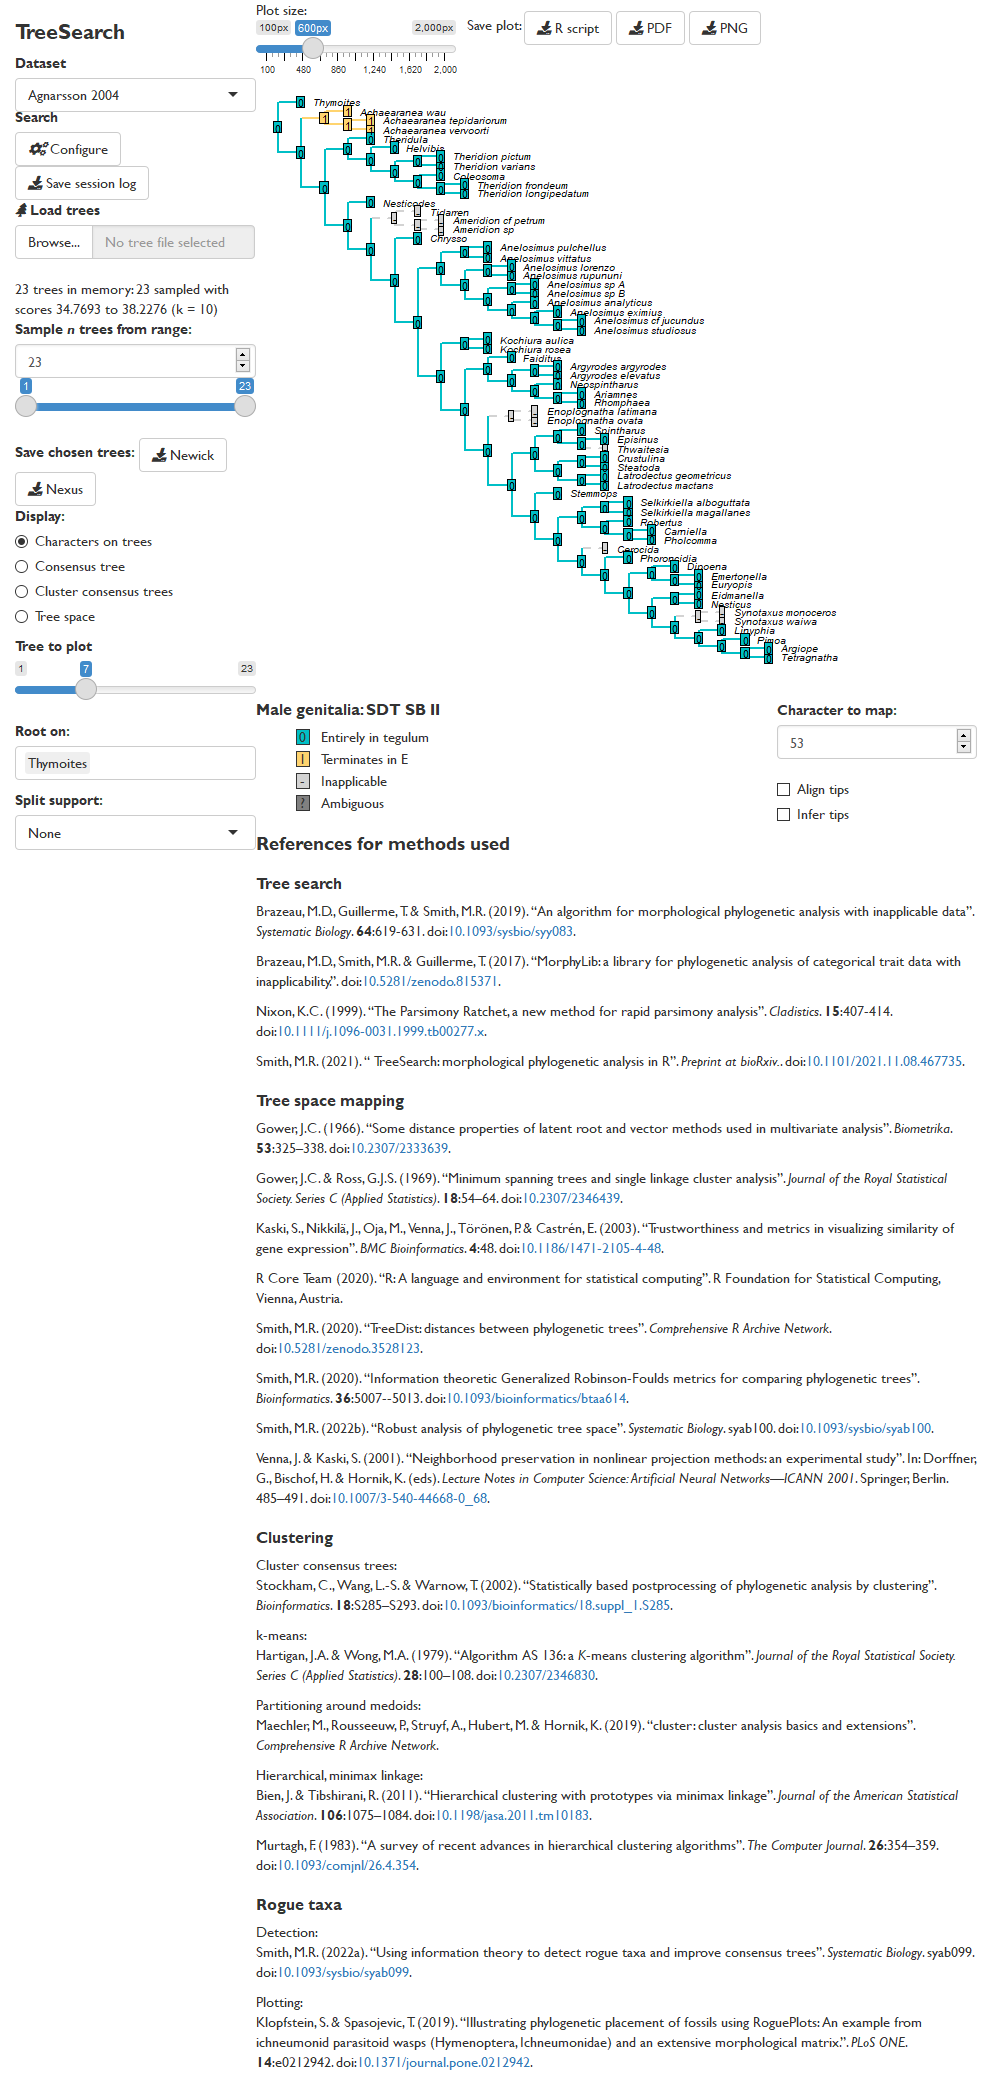 TreeSearch
Dataset
Agnarsson 2004
Search
Configure
Save session log
Load trees
Browse... No tree file selected
23 trees in memory: 23 sampled with
scores 34.7693 to 38.2276 (k = 10)
Sample n trees from range:
23
1 23
Save chosen trees: Newick
Nexus
Display:
Characters on trees
Consensus tree
Cluster consensus trees
Tree space
Tree to plot
1 7 23
Root on:
Thymoites
Split support:
None
Plot size:
100px 600px 2,000px
100 480 860 1,240 1,620 2,000
Save plot: R script PDF PNG
Thymoites
Achaearanea wau
Achaearanea tepidariorum
Achaearanea vervoorti
Theridula
Helvibis
Theridion pictum
Theridion varians
Coleosoma
Theridion frondeum
Theridion longipedatum
Nesticodes
Tidarren
Ameridion cf petrum
Ameridion sp
Chrysso
Anelosimus pulchellus
Anelosimus vittatus
Anelosimus lorenzo
Anelosimus rupununi
Anelosimus sp A
Anelosimus sp B
Anelosimus analyticus
Anelosimus eximius
Anelosimus cf jucundus
Anelosimus studiosus
Kochiura aulica
Kochiura rosea
Faiditus
Argyrodes argyrodes
Argyrodes elevatus
Neospintharus
Ariamnes
Rhomphaea
Enoplognatha latimana
Enoplognatha ovata
Spintharus
Episinus
Thwaitesia
Crustulina
Steatoda
Latrodectus geometricus
Latrodectus mactans
Stemmops
Selkirkiella alboguttata
Selkirkiella magallanes
Robertus
Carniella
Pholcomma
Cerocida
Phoroncidia
Dipoena
Emertonella
Euryopis
Eidmanella
Nesticus
Synotaxus monoceros
Synotaxus waiwa
Linyphia
Pimoa
Argiope
Tetragnatha
Male genitalia: SDT SB II
0 Entirely in tegulum
1 Terminates in E
- Inapplicable
? Ambiguous
Character to map:
53
Align tips
Infer tips
References for methods used
Tree search
Brazeau, M.D., Guillerme, T. & Smith, M.R. (2019). “An algorithm for morphological phylogenetic analysis with inapplicable data”.
Systematic Biology. 64:619-631. doi:10.1093/sysbio/syy083.
Brazeau, M.D., Smith, M.R. & Guillerme, T. (2017). “MorphyLib: a library for phylogenetic analysis of categorical trait data with
inapplicability.”. doi:10.5281/zenodo.815371.
Nixon, K.C. (1999). “The Parsimony Ratchet, a new method for rapid parsimony analysis”. Cladistics. 15:407-414.
doi:10.1111/j.1096-0031.1999.tb00277.x.
Smith, M.R. (2021). “ TreeSearch: morphological phylogenetic analysis in R”. Preprint at bioRxiv.. doi:10.1101/2021.11.08.467735.
Tree space mapping
Gower, J.C. (1966). “Some distance properties of latent root and vector methods used in multivariate analysis”. Biometrika.
53:325–338. doi:10.2307/2333639.
Gower, J.C. & Ross, G.J.S. (1969). “Minimum spanning trees and single linkage cluster analysis”. Journal of the Royal Statistical
Society. Series C (Applied Statistics). 18:54–64. doi:10.2307/2346439.
Kaski, S., Nikkilä, J., Oja, M., Venna, J., Törönen, P. & Castrén, E. (2003). “Trustworthiness and metrics in visualizing similarity of
gene expression”. BMC Bioinformatics. 4:48. doi:10.1186/1471-2105-4-48.
R Core Team (2020). “R: A language and environment for statistical computing”. R Foundation for Statistical Computing,
Vienna, Austria.
Smith, M.R. (2020). “TreeDist: distances between phylogenetic trees”. Comprehensive R Archive Network.
doi:10.5281/zenodo.3528123.
Smith, M.R. (2020). “Information theoretic Generalized Robinson-Foulds metrics for comparing phylogenetic trees”.
Bioinformatics. 36:5007--5013. doi:10.1093/bioinformatics/btaa614.
Smith, M.R. (2022b). “Robust analysis of phylogenetic tree space”. Systematic Biology. syab100. doi:10.1093/sysbio/syab100.
Venna, J. & Kaski, S. (2001). “Neighborhood preservation in nonlinear projection methods: an experimental study”. In: Dorffner,
G., Bischof, H. & Hornik, K. (eds). Lecture Notes in Computer Science: Artificial Neural Networks—ICANN 2001. Springer, Berlin.
485–491. doi:10.1007/3-540-44668-0_68.
Clustering
Cluster consensus trees:
Stockham, C., Wang, L.-S. & Warnow, T. (2002). “Statistically based postprocessing of phylogenetic analysis by clustering”.
Bioinformatics. 18:S285–S293. doi:10.1093/bioinformatics/18.suppl_1.S285.
k-means:
Hartigan, J.A. & Wong, M.A. (1979). “Algorithm AS 136: a K-means clustering algorithm”. Journal of the Royal Statistical Society.
Series C (Applied Statistics). 28:100–108. doi:10.2307/2346830.
Partitioning around medoids:
Maechler, M., Rousseeuw, P., Struyf, A., Hubert, M. & Hornik, K. (2019). “cluster: cluster analysis basics and extensions”.
Comprehensive R Archive Network.
Hierarchical, minimax linkage:
Bien, J. & Tibshirani, R. (2011). “Hierarchical clustering with prototypes via minimax linkage”. Journal of the American Statistical
Association. 106:1075–1084. doi:10.1198/jasa.2011.tm10183.
Murtagh, F. (1983). “A survey of recent advances in hierarchical clustering algorithms”. The Computer Journal. 26:354–359.
doi:10.1093/comjnl/26.4.354.
Rogue taxa
Detection:
Smith, M.R. (2022a). “Using information theory to detect rogue taxa and improve consensus trees”. Systematic Biology. syab099.
doi:10.1093/sysbio/syab099.
Plotting:
Klopfstein, S. & Spasojevic, T. (2019). “Illustrating phylogenetic placement of fossils using RoguePlots: An example from
ichneumonid parasitoid wasps (Hymenoptera, Ichneumonidae) and an extensive morphological matrix.”. PLoS ONE.
14:e0212942. doi:10.1371/journal.pone.0212942.